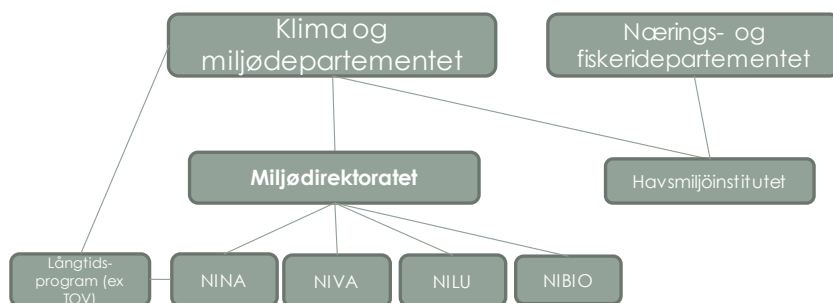 Klima og
miljødepartementet
Nærings- og
fiskeridepartementet
Miljødirektoratet
Havsmiljöinstitutet
Långtids-
program (ex
TOV)
NINA
NIVA
NILU
NIBIO